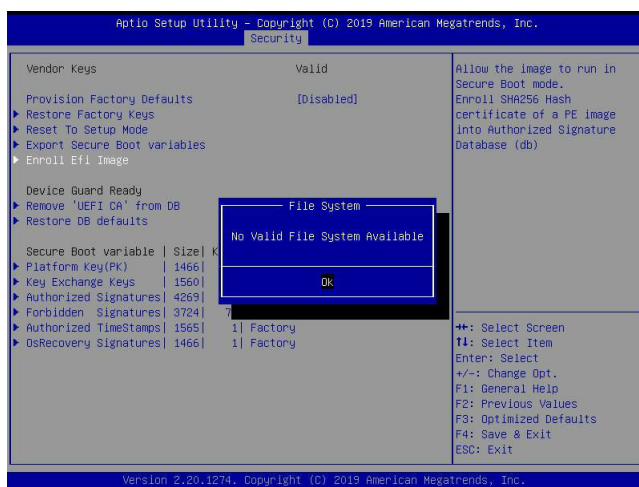 Aptio Setup Utility – Copyright (C) 2019 American Megatrends, Inc.
Security
Vendor Keys Valid
Provision Factory Defaults [Disabled]
Restore Factory Keys
Reset To Setup Mode
Export Secure Boot variables
Enroll Efi Image
Device Guard Ready
Remove 'UEFI CA' from DB
Restore DB defaults
Secure Boot variable | Size| K
Platform Key(PK) | 1466|
Key Exchange Keys | 1560|
Authorized Signatures| 4269|
Forbidden Signatures| 3724| 7
Authorized TimeStamps| 1565| 1| Factory
OsRecovery Signatures| 1466| 1| Factory
File System
No Valid File System Available
Ok
Allow the image to run in
Secure Boot mode.
Enroll SHA256 Hash
certificate of a PE image
into Authorized Signature
Database (db)
→←: Select Screen
↑↓: Select Item
Enter: Select
+/-: Change Opt.
F1: General Help
F2: Previous Values
F3: Optimized Defaults
F4: Save & Exit
ESC: Exit
Version 2.20.1274. Copyright (C) 2019 American Megatrends, Inc.